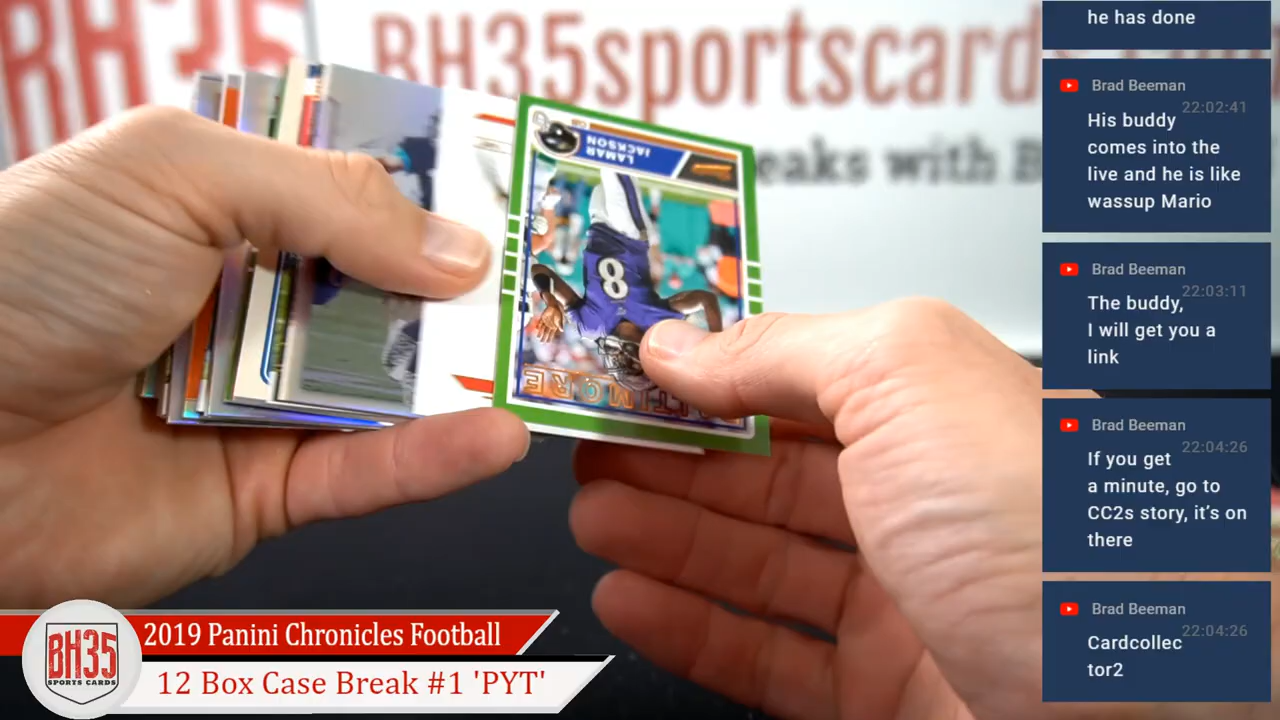 BH35
BH35sportscards
eaks with B
LAMAR
JACKSON
QB
8
BALTIMORE
BH35
SPORTS CARDS
2019 Panini Chronicles Football
12 Box Case Break #1 'PYT'
he has done
Brad Beeman
22:02:41
His buddy
comes into the
live and he is like
wassup Mario
Brad Beeman
22:03:11
The buddy,
I will get you a
link
Brad Beeman
22:04:26
If you get
a minute, go to
CC2s story, it's on
there
Brad Beeman
22:04:26
Cardcollec
tor2